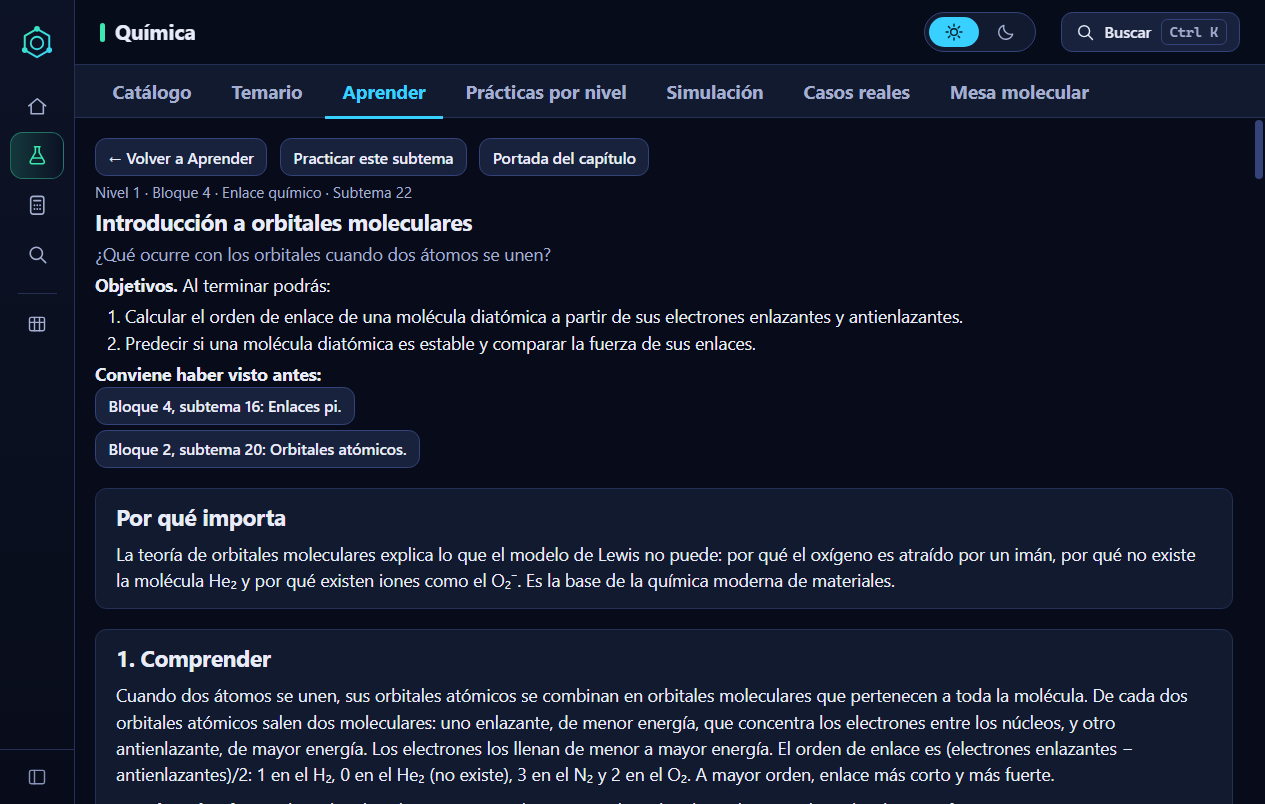 Química
Buscar Ctrl K
Catálogo Temario Aprender Prácticas por nivel Simulación Casos reales Mesa molecular
← Volver a Aprender Practicar este subtema Portada del capítulo
Nivel 1 · Bloque 4 · Enlace químico · Subtema 22
Introducción a orbitales moleculares
¿Qué ocurre con los orbitales cuando dos átomos se unen?
Objetivos. Al terminar podrás:
1. Calcular el orden de enlace de una molécula diatómica a partir de sus electrones enlazantes y antienlazantes.
2. Predecir si una molécula diatómica es estable y comparar la fuerza de sus enlaces.
Conviene haber visto antes:
Bloque 4, subtema 16: Enlaces pi.
Bloque 2, subtema 20: Orbitales atómicos.
Por qué importa
La teoría de orbitales moleculares explica lo que el modelo de Lewis no puede: por qué el oxígeno es atraído por un imán, por qué no existe
la molécula He₂ y por qué existen iones como el O₂⁻. Es la base de la química moderna de materiales.
1. Comprender
Cuando dos átomos se unen, sus orbitales atómicos se combinan en orbitales moleculares que pertenecen a toda la molécula. De cada dos
orbitales atómicos salen dos moleculares: uno enlazante, de menor energía, que concentra los electrones entre los núcleos, y otro
antienlazante, de mayor energía. Los electrones los llenan de menor a mayor energía. El orden de enlace es (electrones enlazantes −
antienlazantes)/2: 1 en el H₂, 0 en el He₂ (no existe), 3 en el N₂ y 2 en el O₂. A mayor orden, enlace más corto y más fuerte.